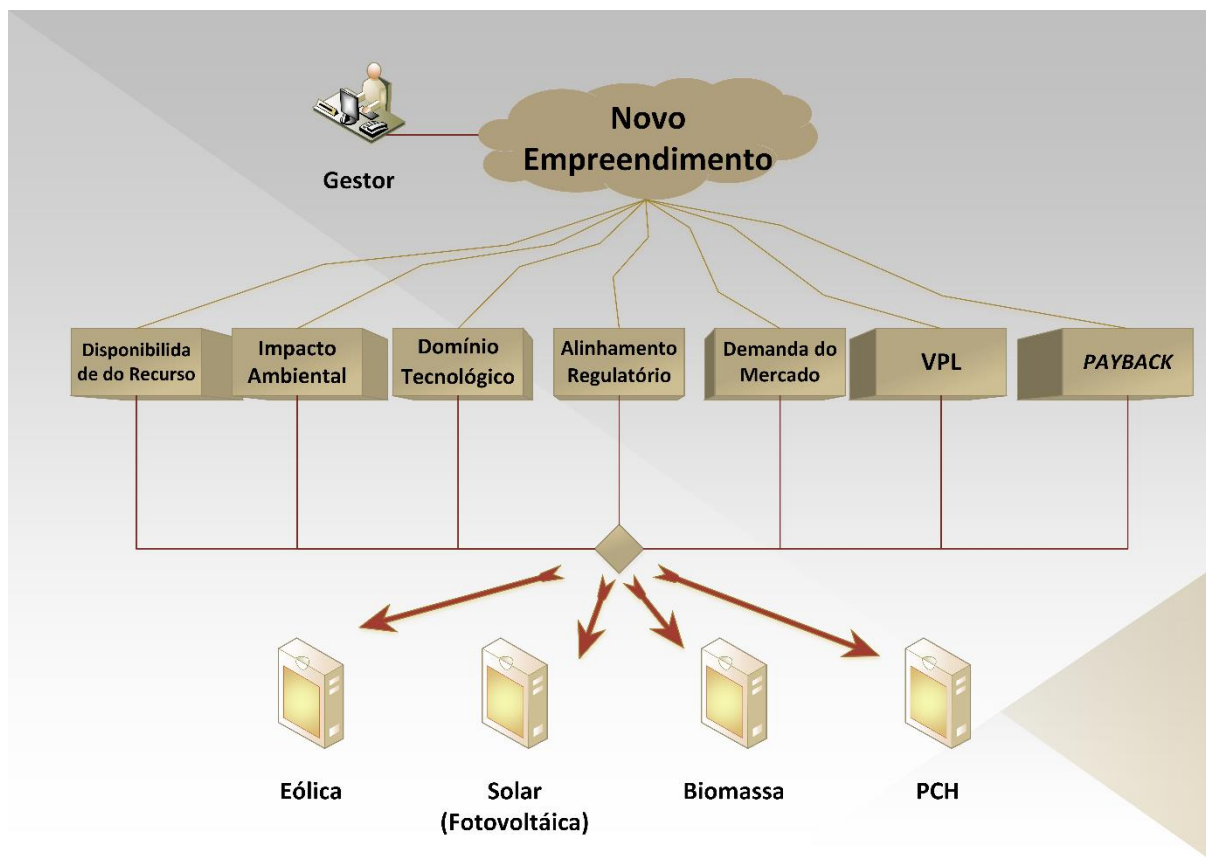 Novo
Empreendimento
Gestor
Disponibilida
de do Recurso
Impacto
Ambiental
Domínio
Tecnológico
Alinhamento
Regulatório
Demanda do
Mercado
VPL
PAYBACK
Eólica
Solar
(Fotovoltáica)
Biomassa
PCH